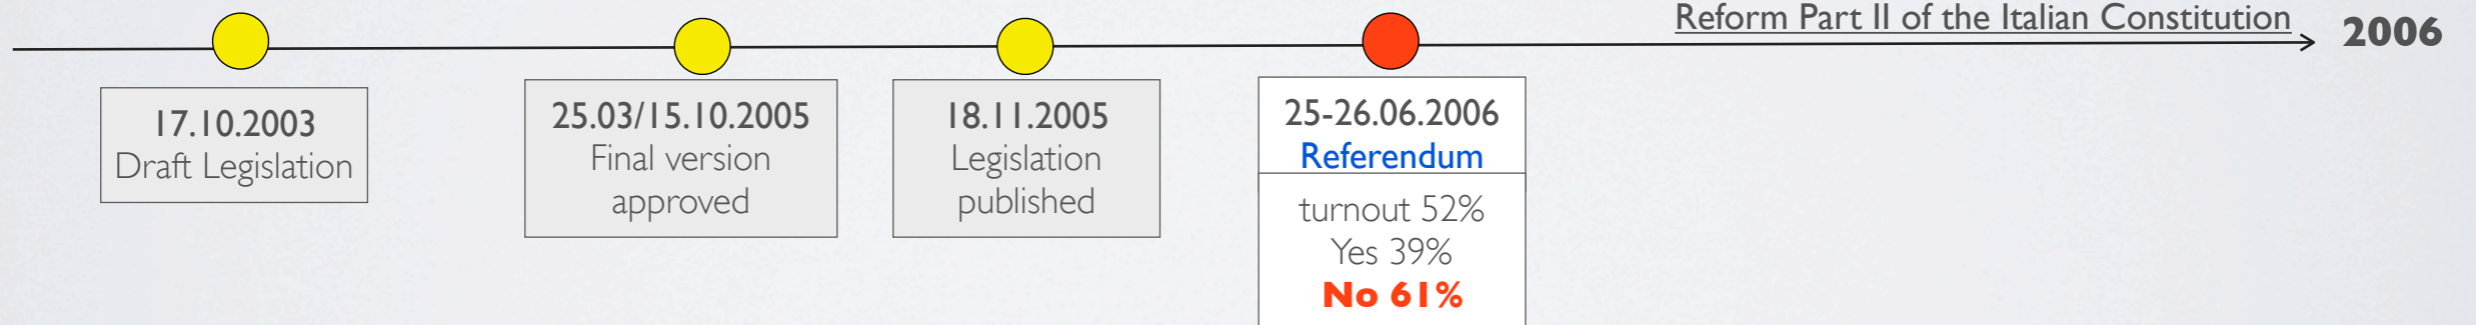 Reform Part II of the Italian Constitution
2006
17.10.2003
Draft Legislation
25.03/15.10.2005
Final version
approved
18.11.2005
Legislation
published
25-26.06.2006
Referendum
turnout 52%
Yes 39%
No 61%